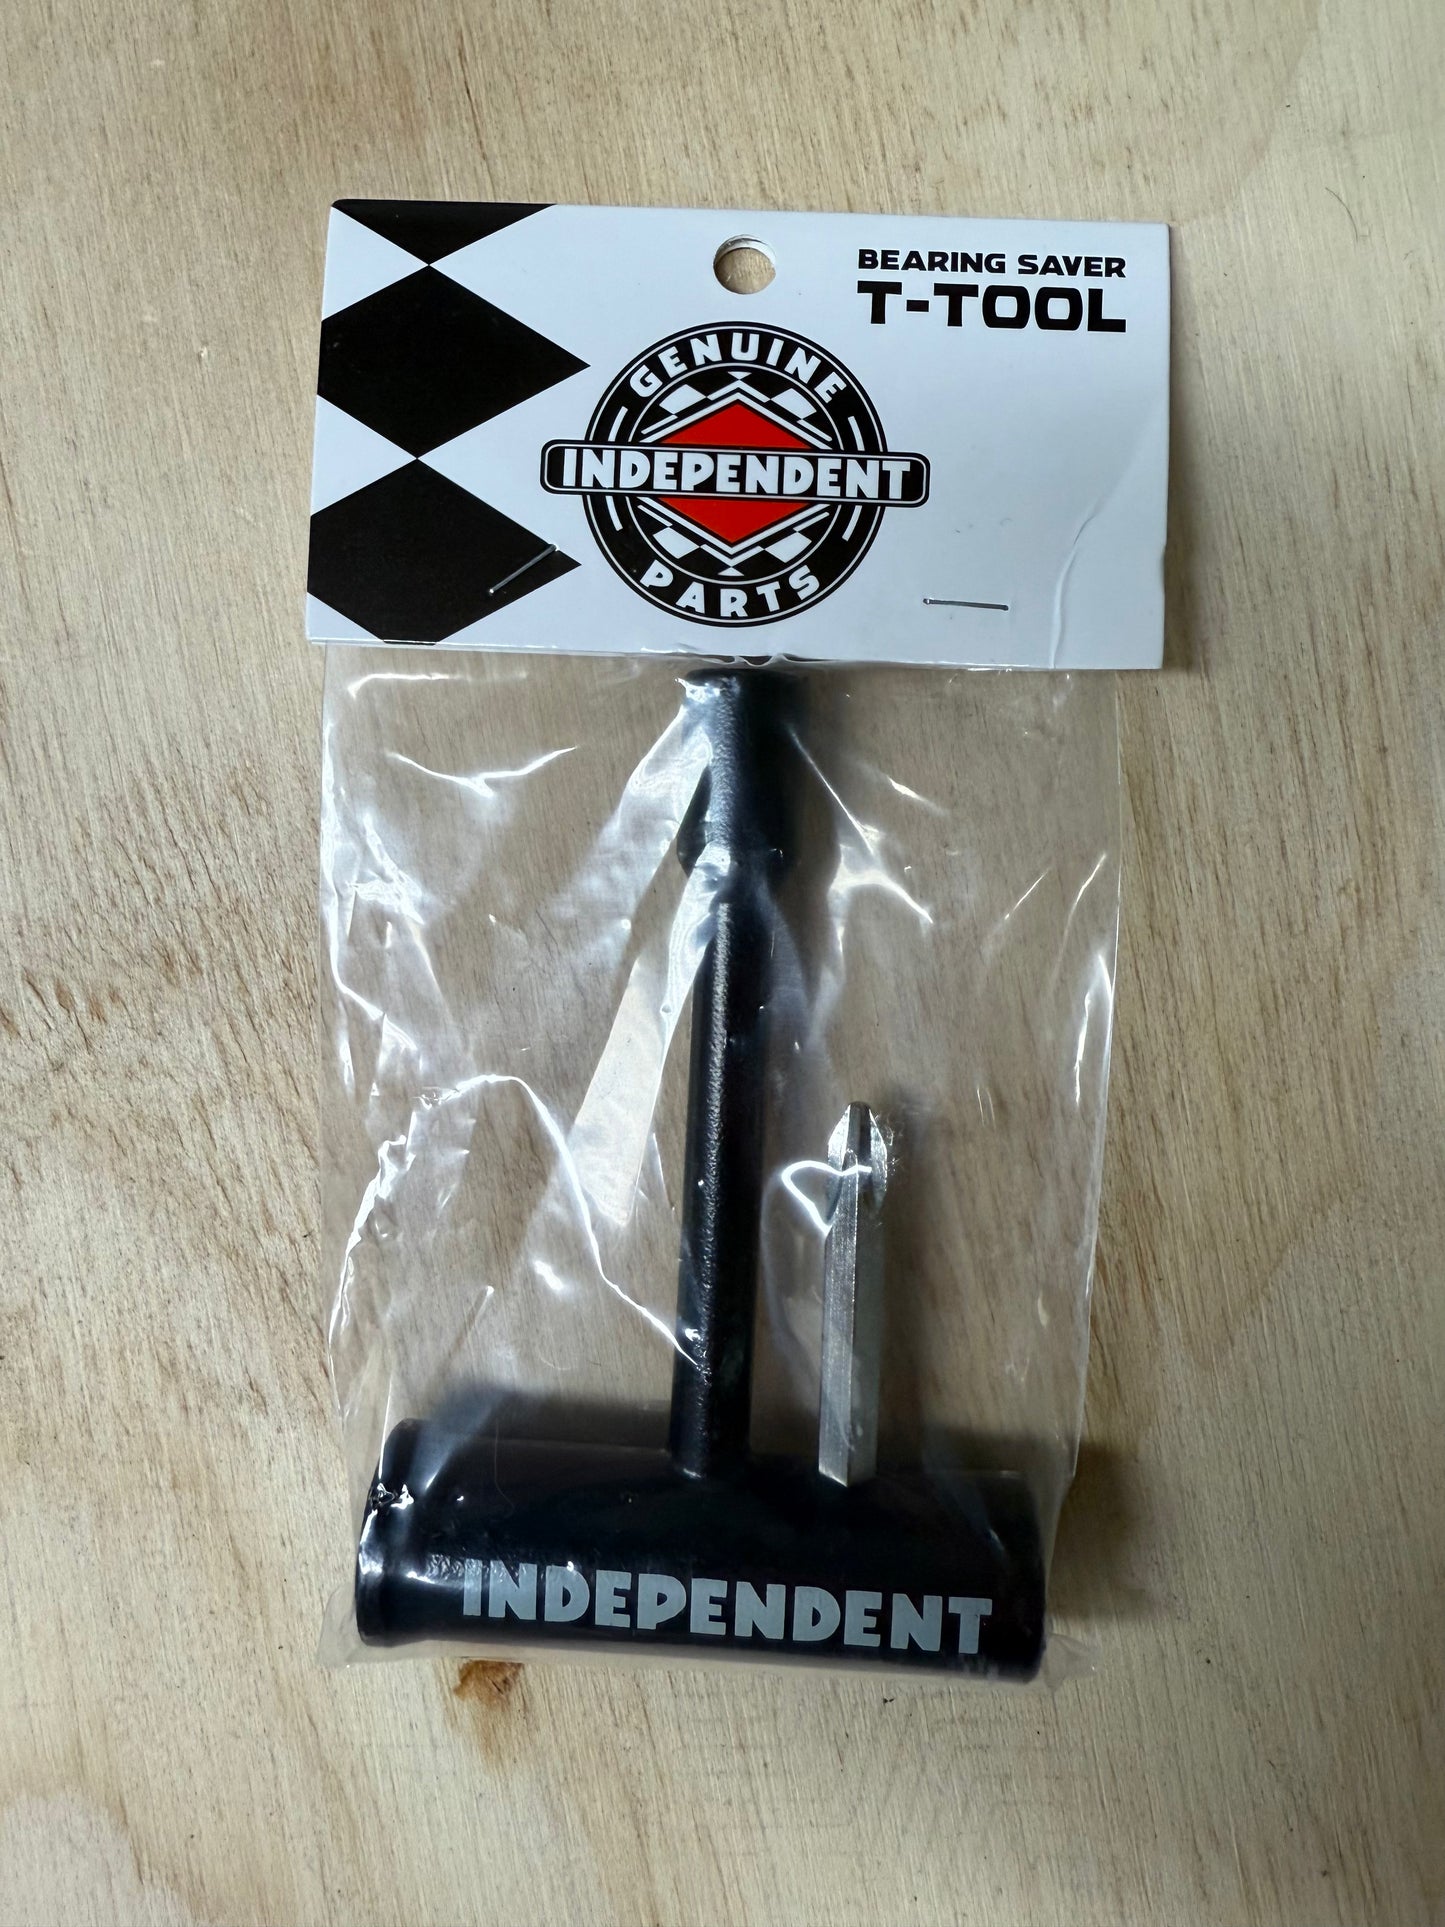 BEARING SAVER
T-TOOL
GENUINE
INDEPENDENT
PARTS
INDEPENDENT